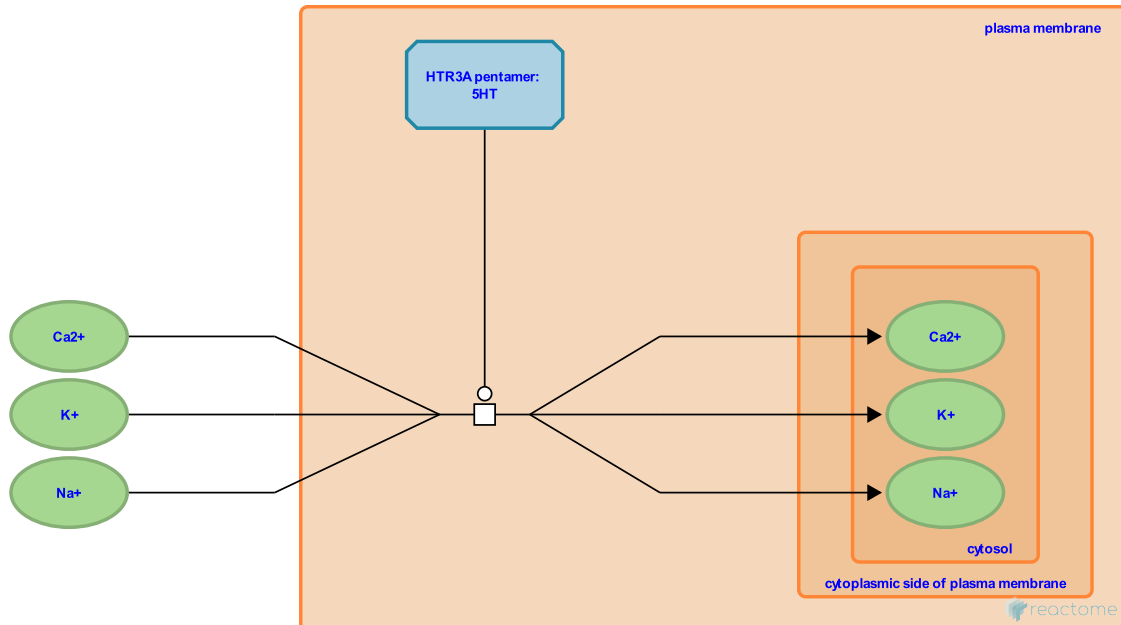 plasma membrane
HTR3A pentamer:
5HT
Ca2+
Ca2+
K+
K+
Na+
Na+
cytosol
cytoplasmic side of plasma membrane
reactome